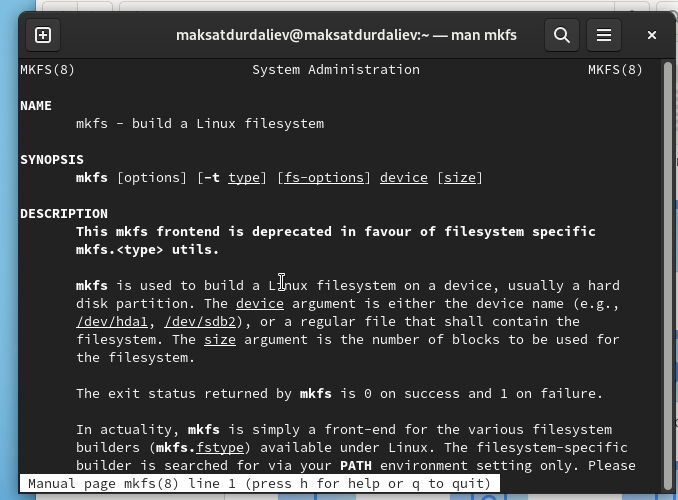 maksatdurdaliev@maksatdurdaliev:~ — man mkfs
MKFS(8) System Administration MKFS(8)
NAME
mkfs - build a Linux filesystem
SYNOPSIS
mkfs [options] [-t type] [fs-options] device [size]
DESCRIPTION
This mkfs frontend is deprecated in favour of filesystem specific
mkfs.<type> utils.
mkfs is used to build a Linux filesystem on a device, usually a hard
disk partition. The device argument is either the device name (e.g.,
/dev/hda1, /dev/sdb2), or a regular file that shall contain the
filesystem. The size argument is the number of blocks to be used for
the filesystem.
The exit status returned by mkfs is 0 on success and 1 on failure.
In actuality, mkfs is simply a front-end for the various filesystem
builders (mkfs.fstype) available under Linux. The filesystem-specific
builder is searched for via your PATH environment setting only. Please
Manual page mkfs(8) line 1 (press h for help or q to quit)